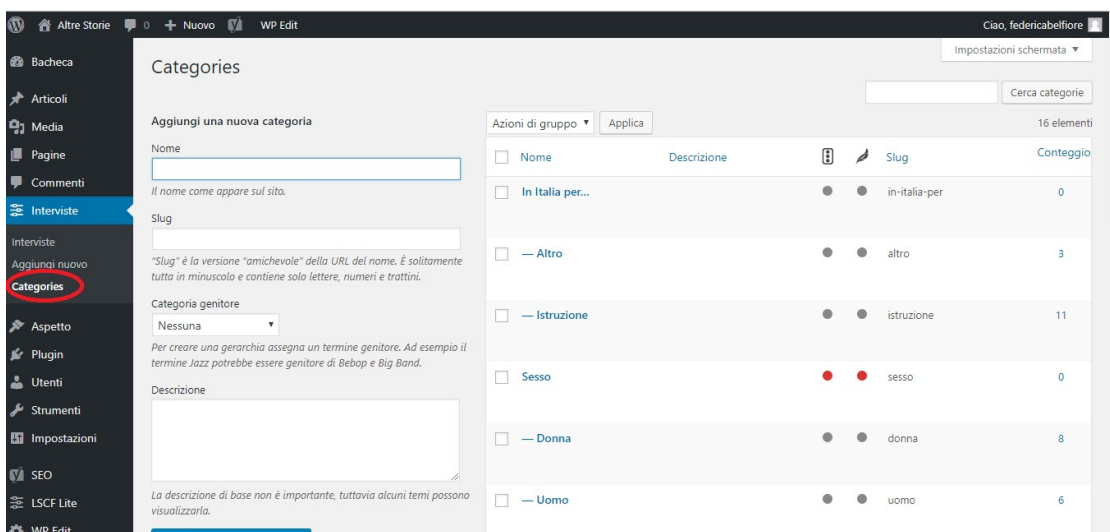 Altre Storie 0 Nuovo WP Edit Ciao, federicabelfiore
Impostazioni schermata ▼
Bacheca
Articoli
Media
Pagine
Commenti
Interviste
Interviste
Aggiungi nuovo
Categories
Aspetto
Plugin
Utenti
Strumenti
Impostazioni
SEO
LSCF Lite
WP Edit
Categories
Cerca categorie
Aggiungi una nuova categoria
Nome
Il nome come appare sul sito.
Slug
"Slug" è la versione "amichevole" della URL del nome. È solitamente
tutta in minuscolo e contiene solo lettere, numeri e trattini.
Categoria genitore
Nessuna ▼
Per creare una gerarchia assegna un termine genitore. Ad esempio il
termine Jazz potrebbe essere genitore di Bebop e Big Band.
Descrizione
La descrizione di base non è importante, tuttavia alcuni temi possono
visualizzarla.
Azioni di gruppo ▼ Applica 16 elementi
Nome Descrizione Slug Conteggio
In Italia per... in-italia-per 0
— Altro altro 3
— Istruzione istruzione 11
Sesso sesso 0
— Donna donna 8
— Uomo uomo 6